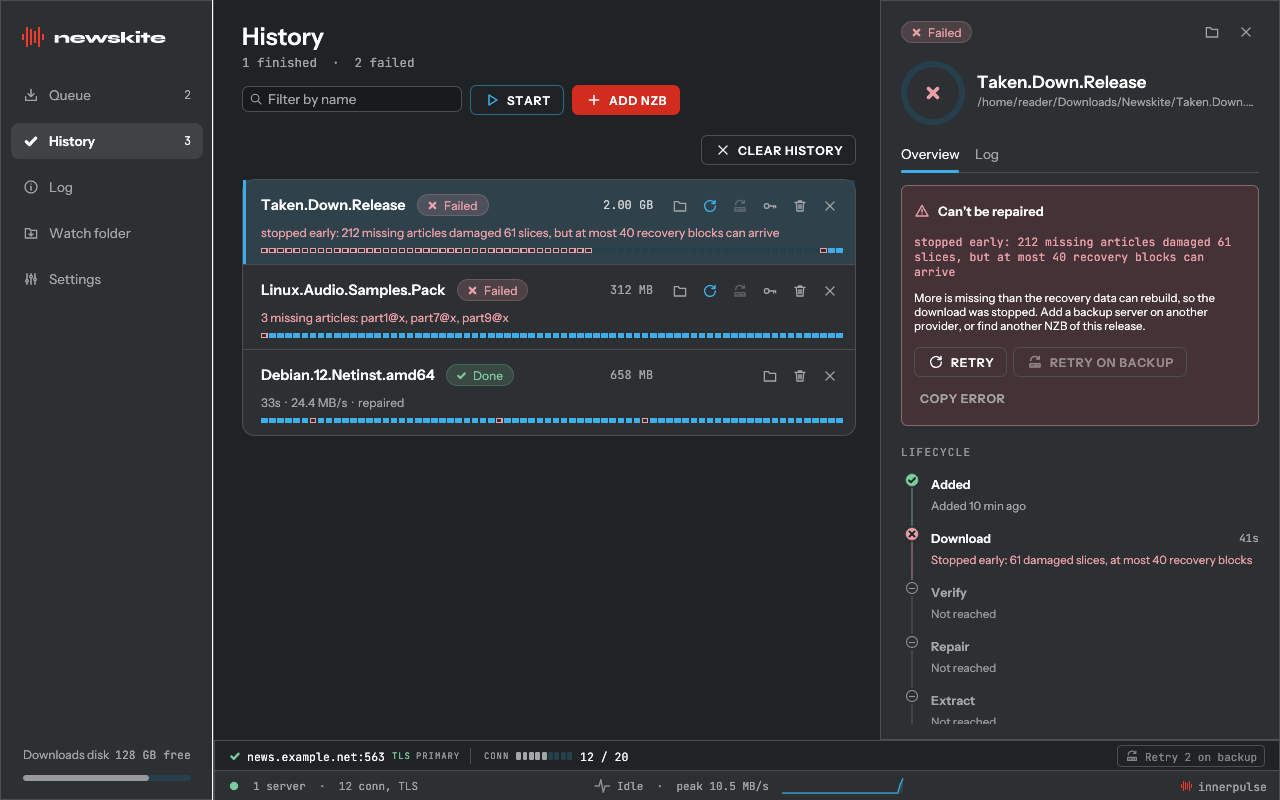 newskite
Queue 2
History 3
Log
Watch folder
Settings
Downloads disk 128 GB free
History
1 finished · 2 failed
Filter by name
START
ADD NZB
CLEAR HISTORY
Taken.Down.Release Failed 2.00 GB
stopped early: 212 missing articles damaged 61 slices, but at most 40 recovery blocks can arrive
Linux.Audio.Samples.Pack Failed 312 MB
3 missing articles: part1@x, part7@x, part9@x
Debian.12.Netinst.amd64 Done 658 MB
33s · 24.4 MB/s · repaired
Failed
Taken.Down.Release
/home/reader/Downloads/Newskite/Taken.Down....
Overview Log
Can't be repaired
stopped early: 212 missing articles damaged 61
slices, but at most 40 recovery blocks can
arrive
More is missing than the recovery data can rebuild, so the
download was stopped. Add a backup server on another
provider, or find another NZB of this release.
RETRY
RETRY ON BACKUP
COPY ERROR
LIFECYCLE
Added
Added 10 min ago
Download 41s
Stopped early: 61 damaged slices, at most 40 recovery blocks
Verify
Not reached
Repair
Not reached
Extract
Not reached
news.example.net:563 TLS PRIMARY CONN 12 / 20
Retry 2 on backup
1 server · 12 conn, TLS
Idle · peak 10.5 MB/s
innerpulse